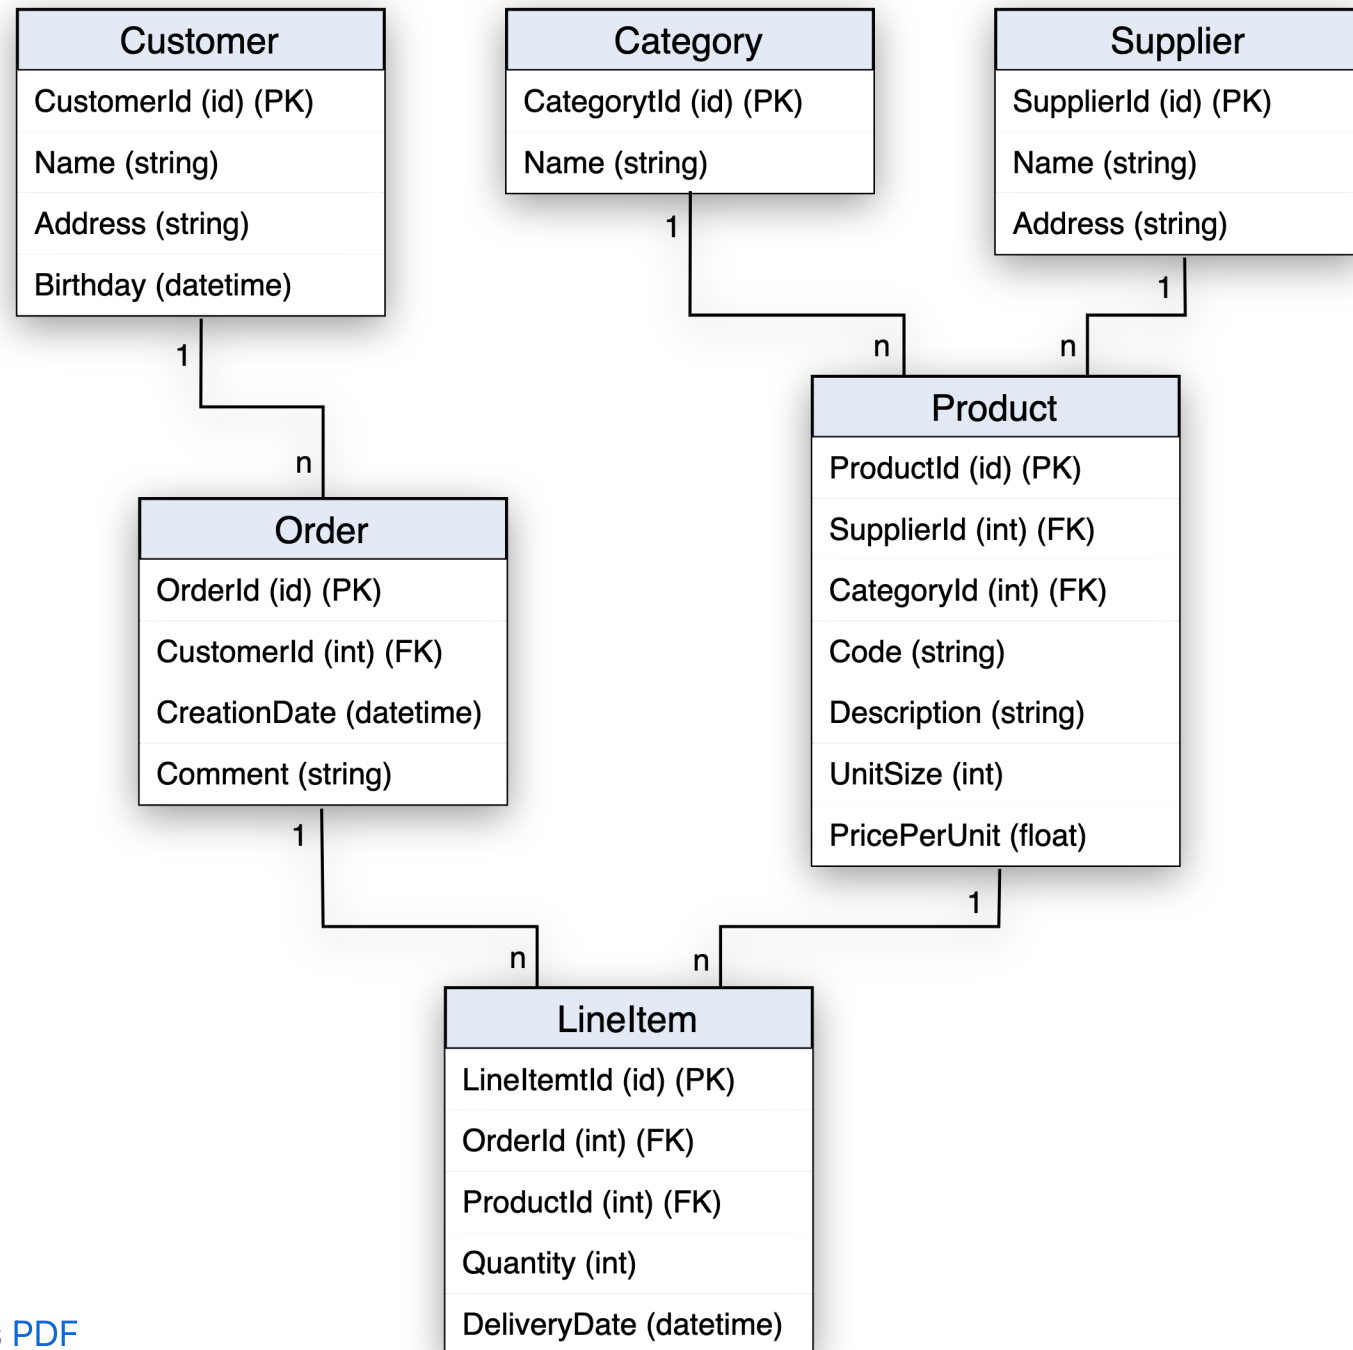 Customer
CustomerId (id) (PK)
Name (string)
Address (string)
Birthday (datetime)
Category
CategorytId (id) (PK)
Name (string)
Supplier
SupplierId (id) (PK)
Name (string)
Address (string)
1
1
1
n
n
n
Order
OrderId (id) (PK)
CustomerId (int) (FK)
CreationDate (datetime)
Comment (string)
Product
ProductId (id) (PK)
SupplierId (int) (FK)
CategoryId (int) (FK)
Code (string)
Description (string)
UnitSize (int)
PricePerUnit (float)
1
1
n
n
LineItem
LineItemtId (id) (PK)
OrderId (int) (FK)
ProductId (int) (FK)
Quantity (int)
DeliveryDate (datetime)
PDF